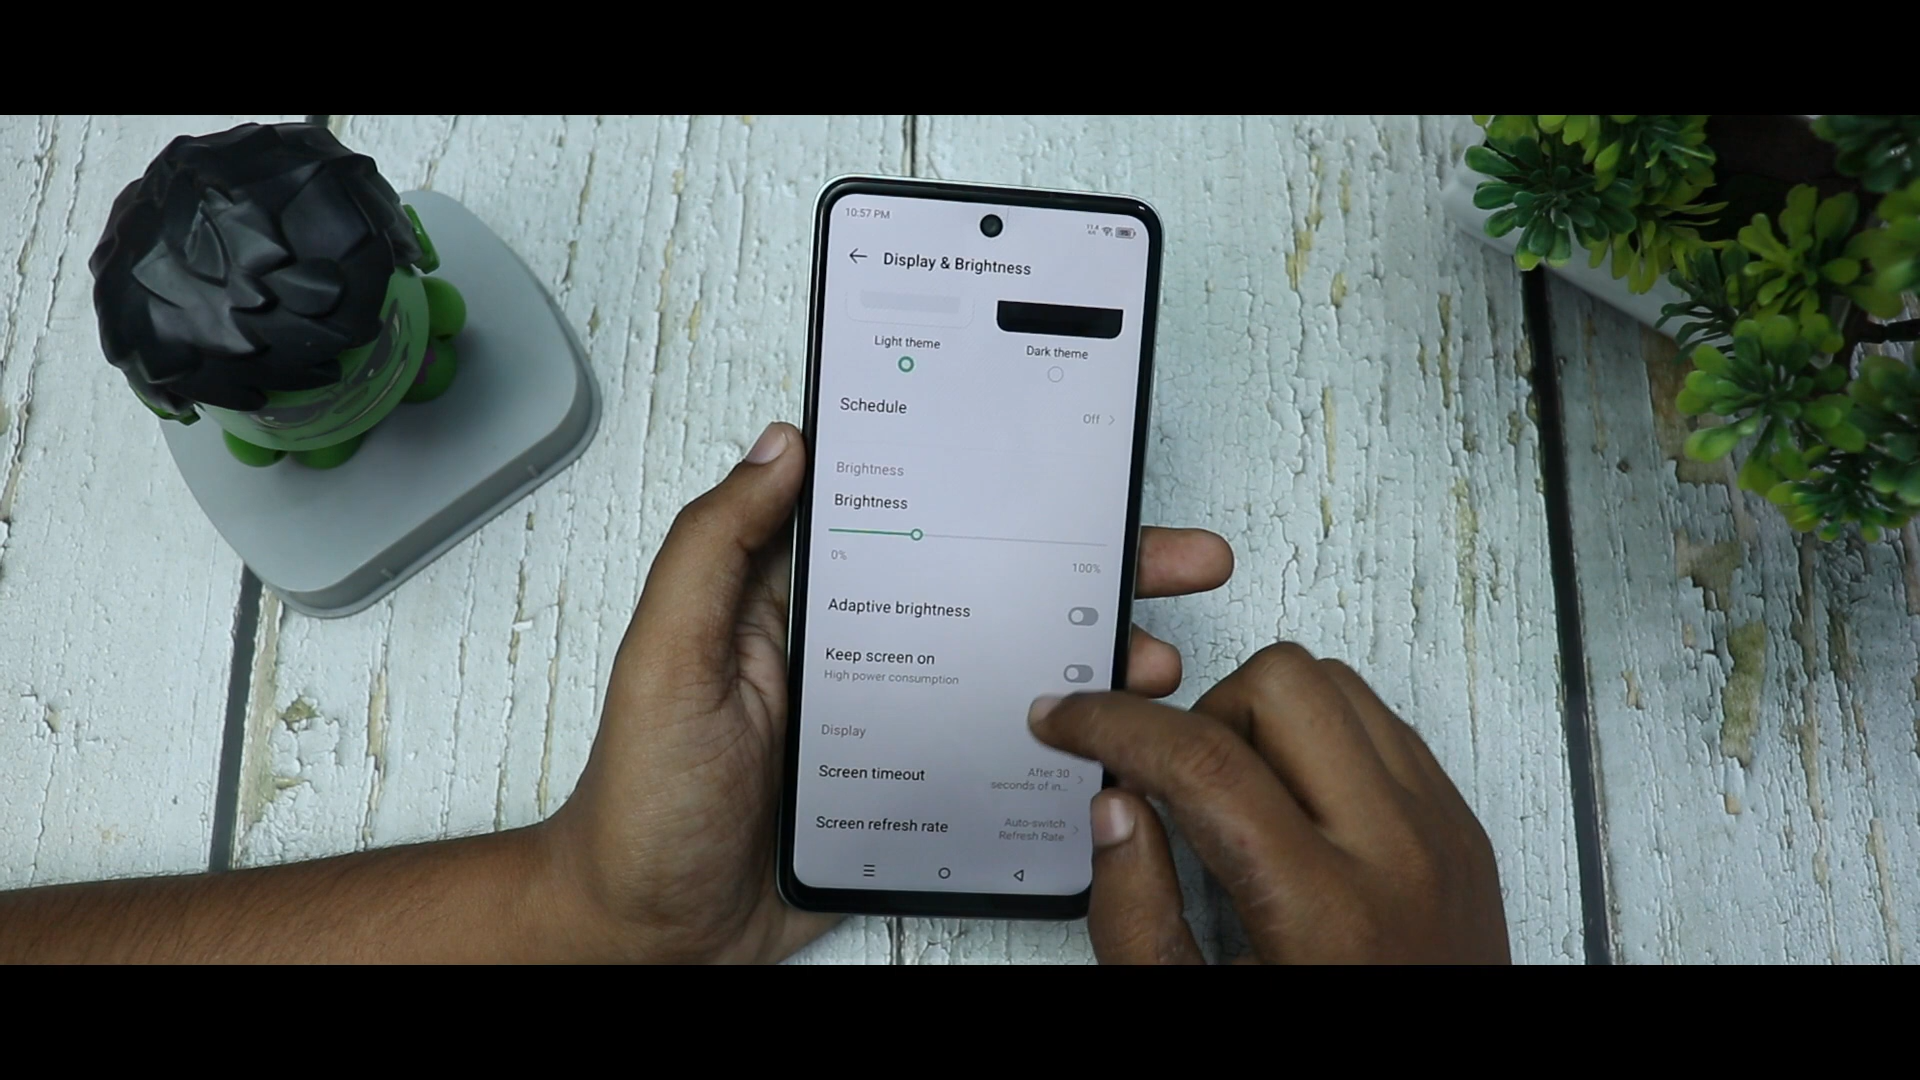 10:57 PM
Display & Brightness
Light theme
Dark theme
Schedule
Off
Brightness
Brightness
0%
100%
Adaptive brightness
Keep screen on
High power consumption
Display
Screen timeout
After 30
seconds of in...
Screen refresh rate
Auto-switch
Refresh Rate